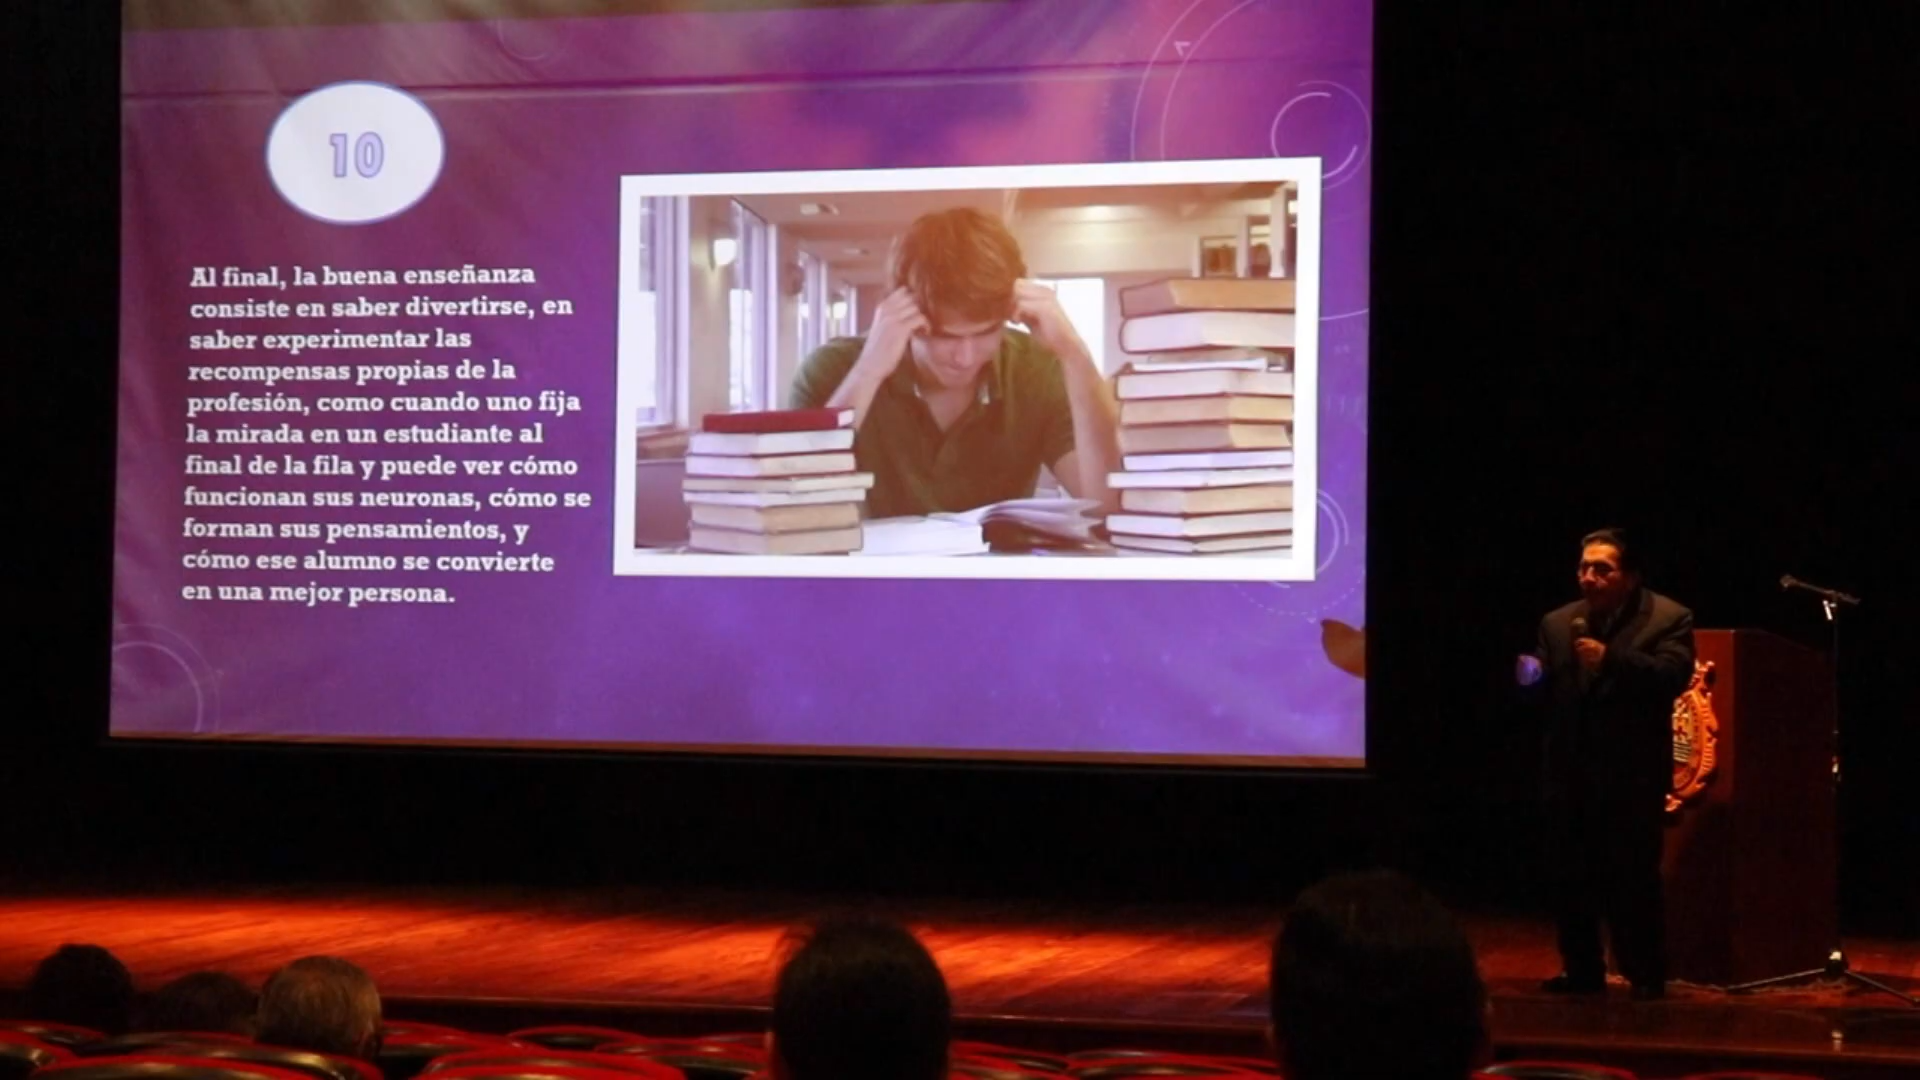 10
Al final, la buena enseñanza
consiste en saber divertirse, en
saber experimentar las
recompensas propias de la
profesión, como cuando uno fija
la mirada en un estudiante al
final de la fila y puede ver cómo
funcionan sus neuronas, cómo se
forman sus pensamientos, y
cómo ese alumno se convierte
en una mejor persona.